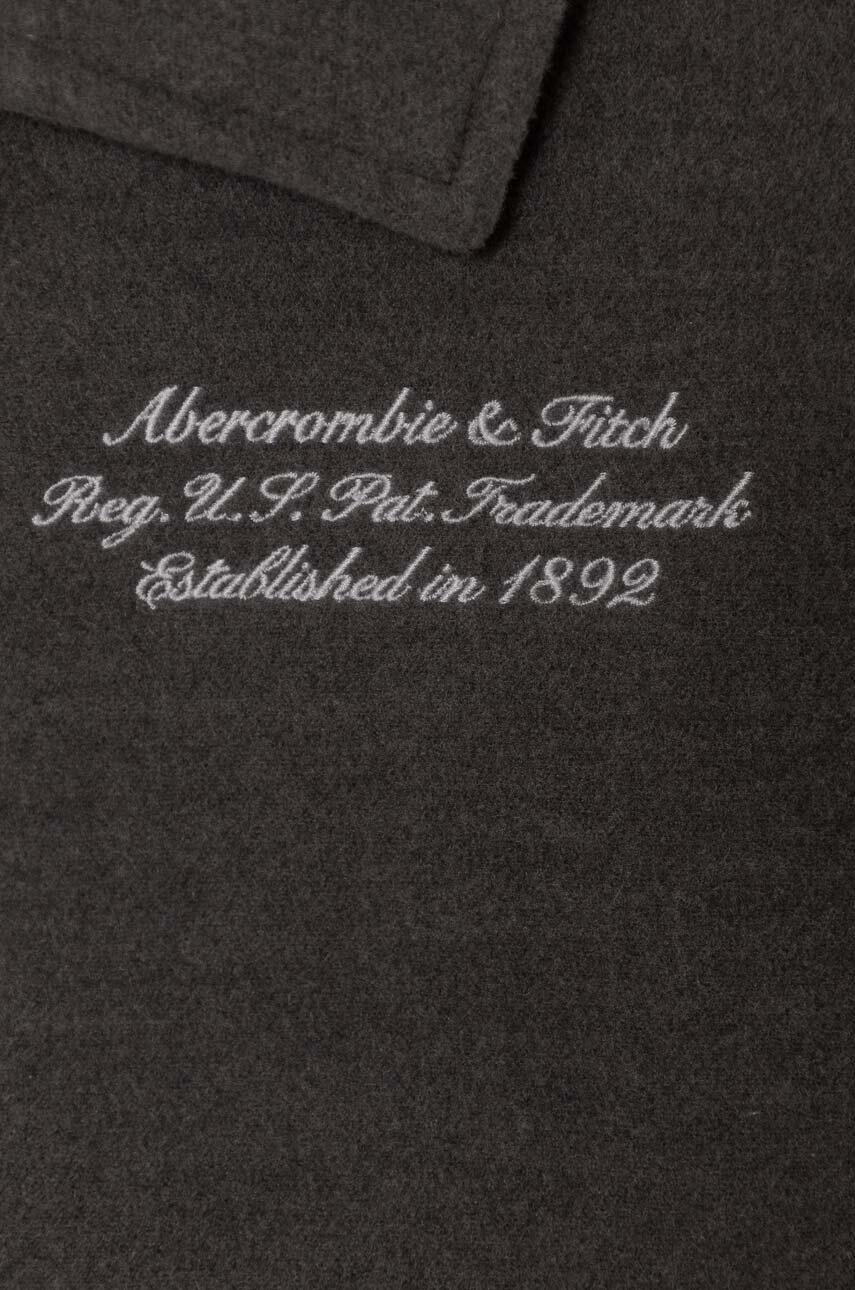 Abercrombie & Fitch
Reg. U.S. Pat. Trademark
Established in 1892